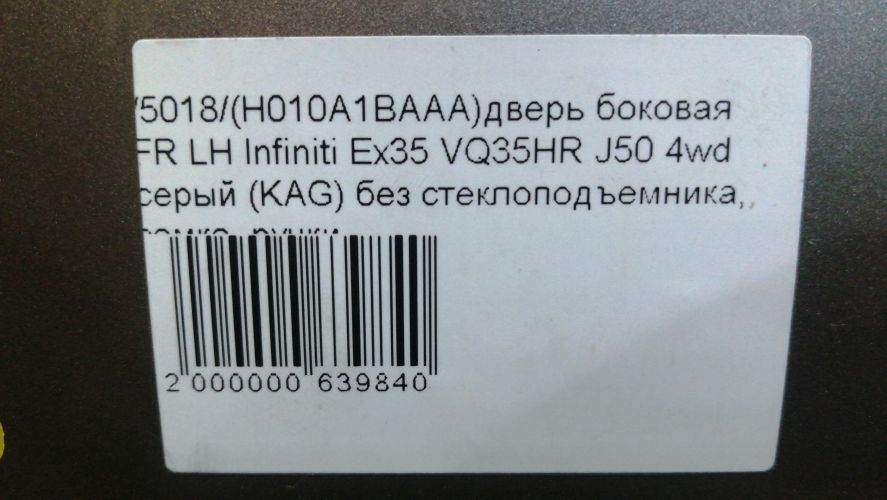 5018/(H010A1BAAA)дверь боковая
FR LH Infiniti Ex35 VQ35HR J50 4wd
серый (KAG) без стеклоподъемника,
2 000000 639840